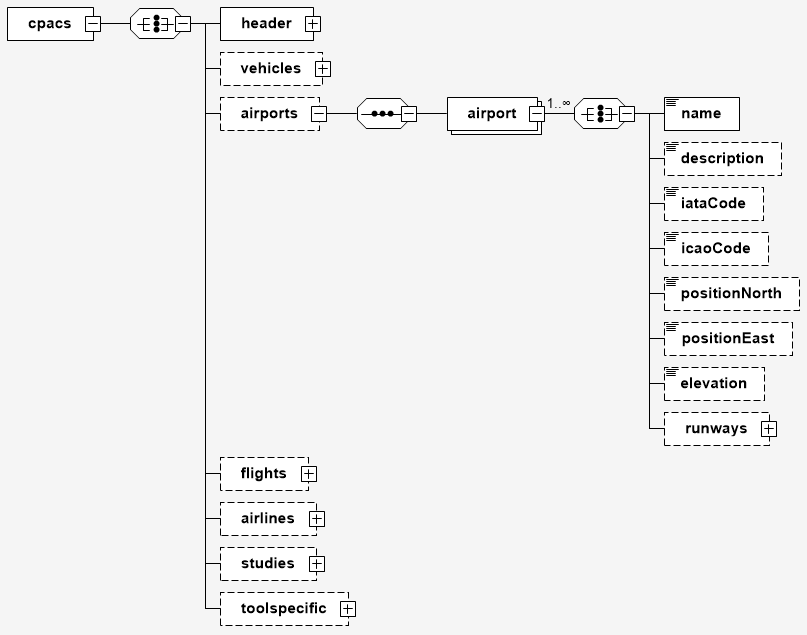 cpacs
header
vehicles
airports
airport
1..∞
name
description
iataCode
icaoCode
positionNorth
positionEast
elevation
runways
flights
airlines
studies
toolspecific